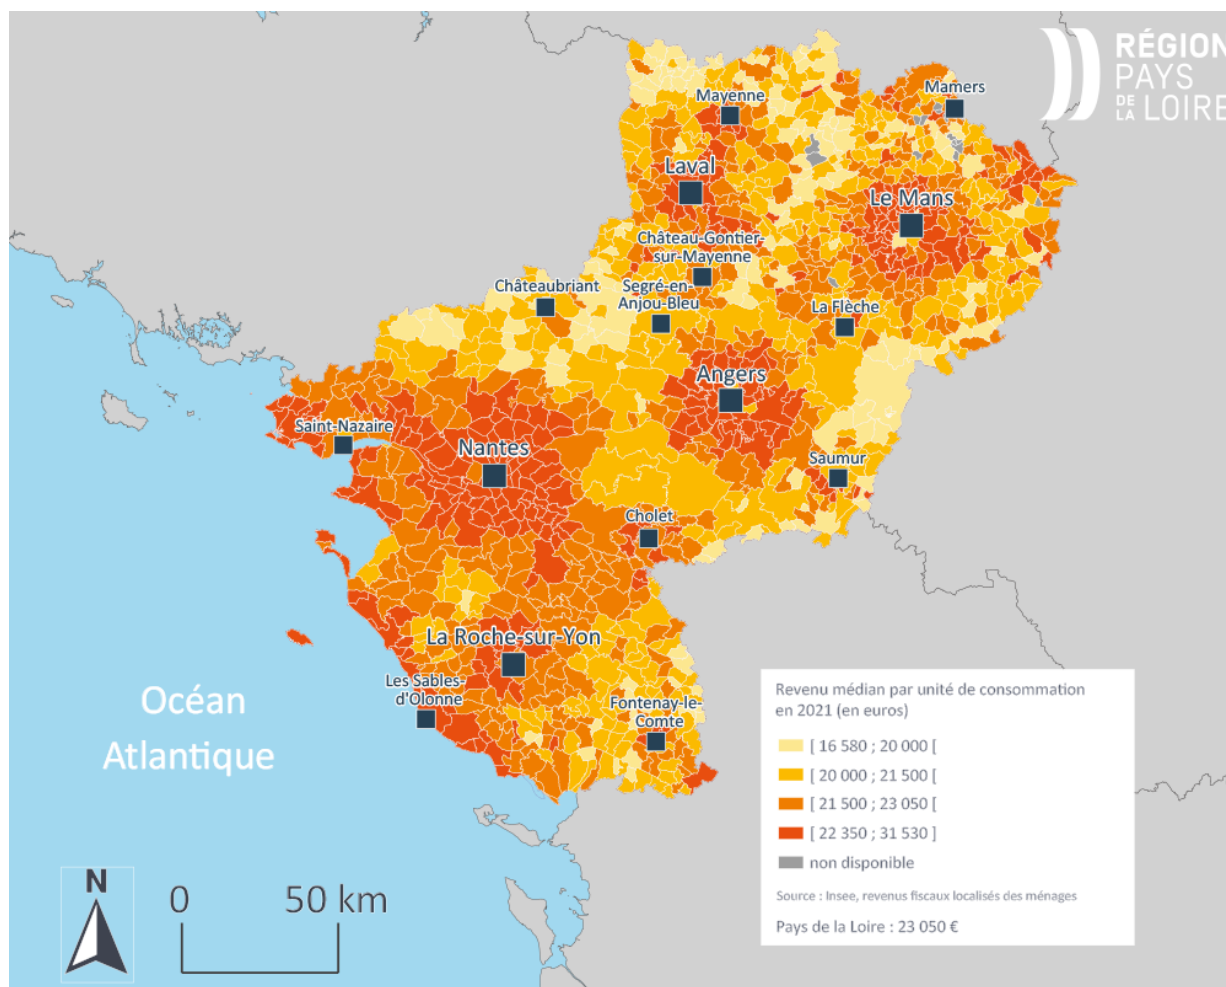 RÉGION
PAYS
DE
LA LOIRE
Mamers
Mayenne
Laval
Le Mans
Château-Gontier-
sur-Mayenne
Châteaubriant
Segré-en-
Anjou-Bleu
La Flèche
Angers
Saint-Nazaire
Nantes
Saumur
Cholet
La Roche-sur-Yon
Les Sables-
d'Olonne
Fontenay-le-
Comte
Océan
Atlantique
Revenu médian par unité de consommation
en 2021 (en euros)
[ 16 580 ; 20 000 [
[ 20 000 ; 21 500 [
[ 21 500 ; 23 050 [
[ 22 350 ; 31 530 ]
non disponible
Source : Insee, revenus fiscaux localisés des ménages
Pays de la Loire : 23 050 €
N
0 50 km